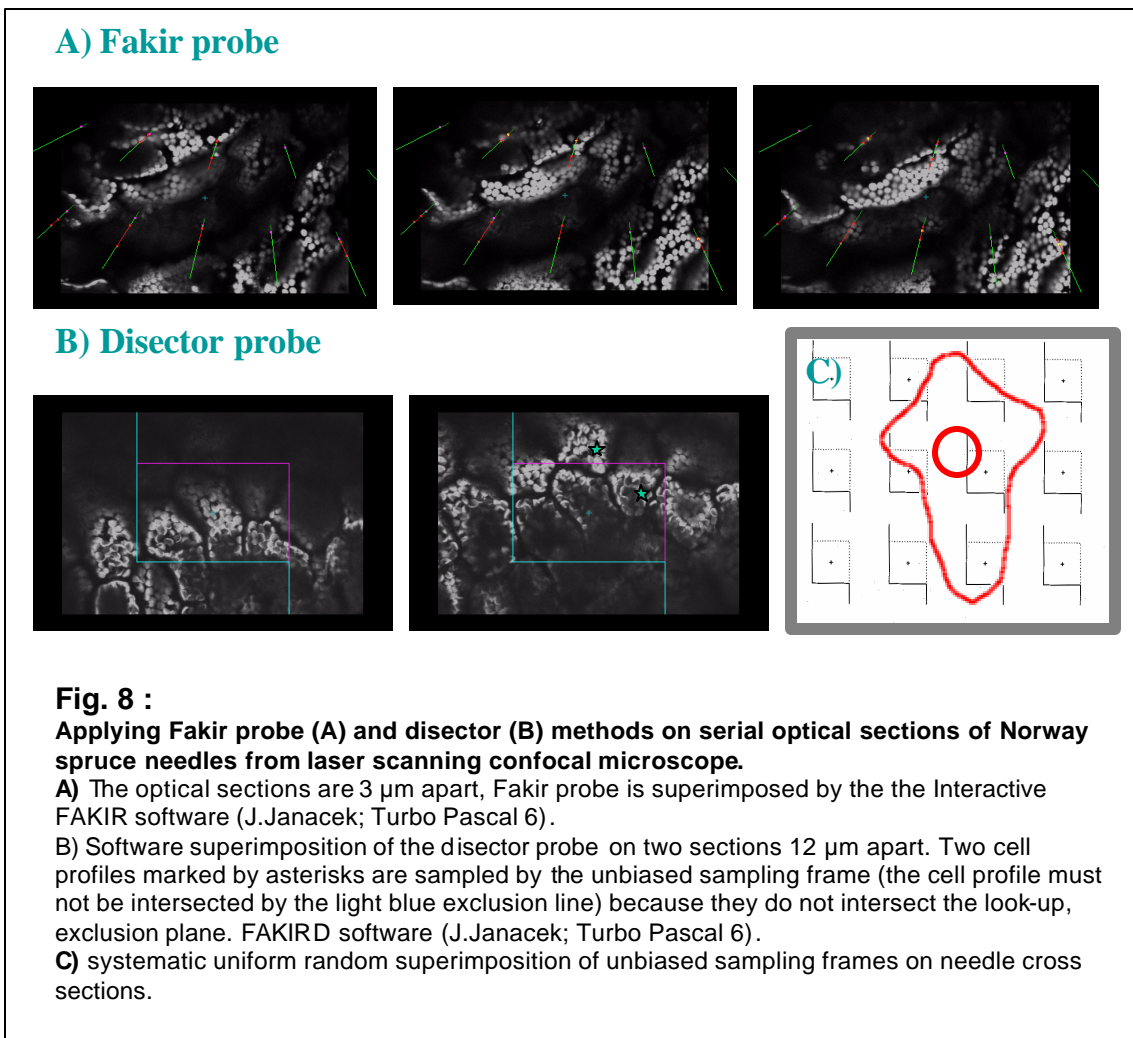 A) Fakir probe
B) Disector probe
C)
Fig. 8 :
Applying Fakir probe (A) and disector (B) methods on serial optical sections of Norway
spruce needles from laser scanning confocal microscope.
A) The optical sections are 3 µm apart, Fakir probe is superimposed by the the Interactive
FAKIR software (J.Janacek; Turbo Pascal 6).
B) Software superimposition of the disector probe on two sections 12 µm apart. Two cell
profiles marked by asterisks are sampled by the unbiased sampling frame (the cell profile must
not be intersected by the light blue exclusion line) because they do not intersect the look-up,
exclusion plane. FAKIRD software (J.Janacek; Turbo Pascal 6).
C) systematic uniform random superimposition of unbiased sampling frames on needle cross
sections.